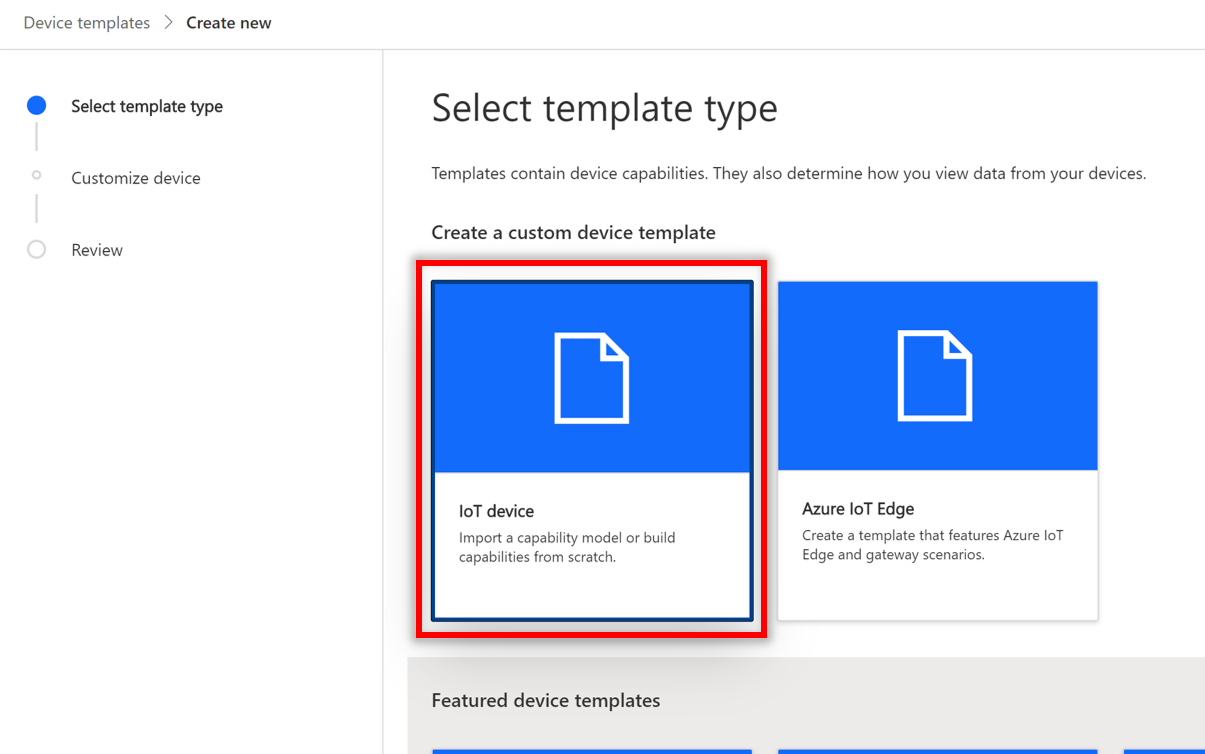 Device templates > Create new
Select template type
Customize device
Review
Select template type
Templates contain device capabilities. They also determine how you view data from your devices.
Create a custom device template
IoT device
Import a capability model or build
capabilities from scratch.
Azure IoT Edge
Create a template that features Azure IoT
Edge and gateway scenarios.
Featured device templates